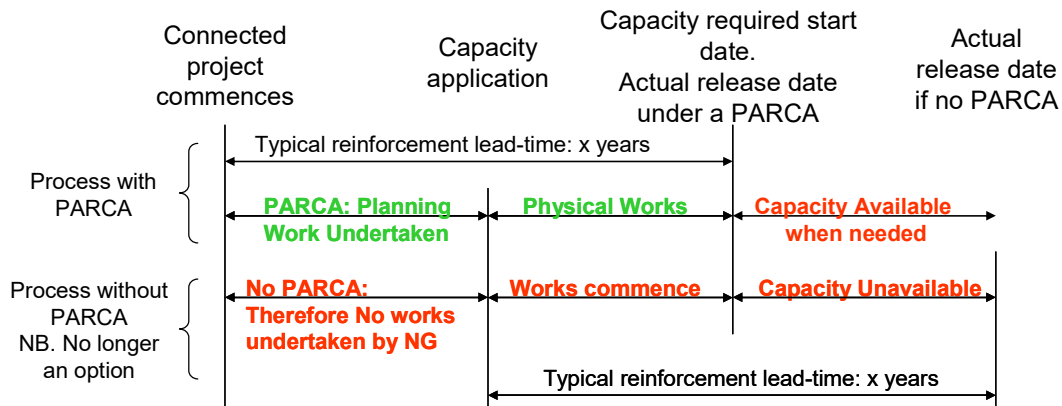 Connected
project
commences
Capacity
application
Capacity required start
date.
Actual release date
under a PARCA
Actual
release date
if no PARCA
Typical reinforcement lead-time: x years
Process with
PARCA
PARCA: Planning
Work Undertaken
Physical Works
Capacity Available
when needed
Process without
PARCA
NB. No longer
an option
No PARCA:
Therefore No works
undertaken by NG
Works commence
Capacity Unavailable
Typical reinforcement lead-time: x years